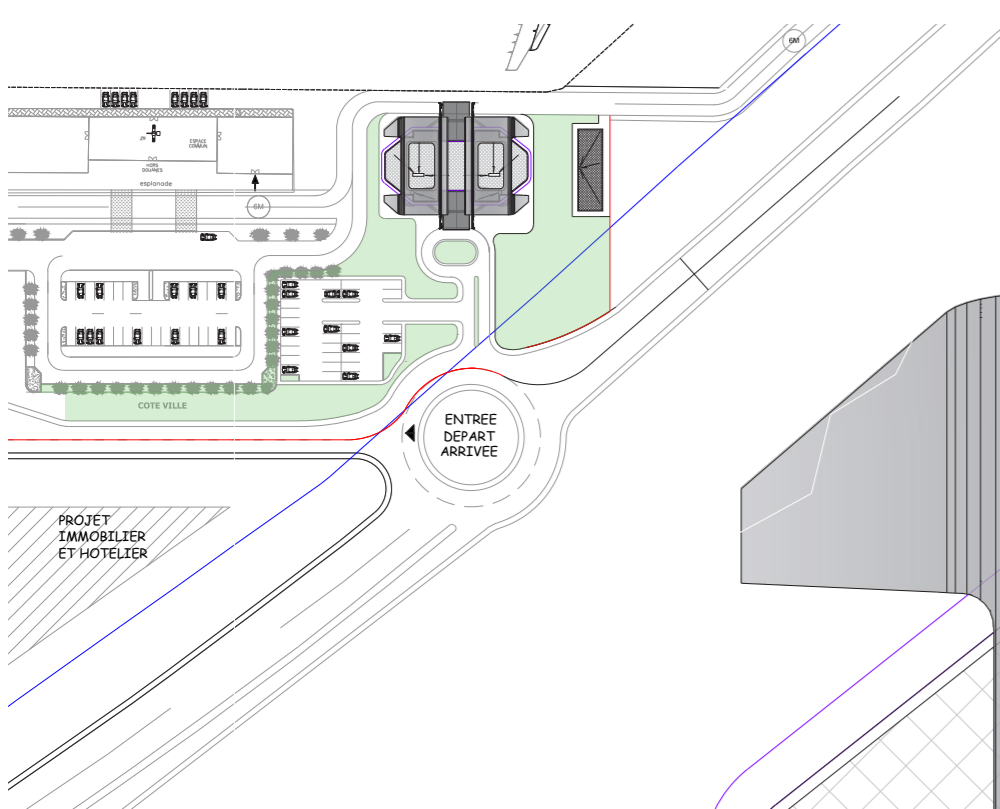 6M
ESPACE
COMMUN
HORS
DOUANES
esplanade
6M
COTE VILLE
ENTREE
DEPART
ARRIVEE
PROJET
IMMOBILIER
ET HOTELIER